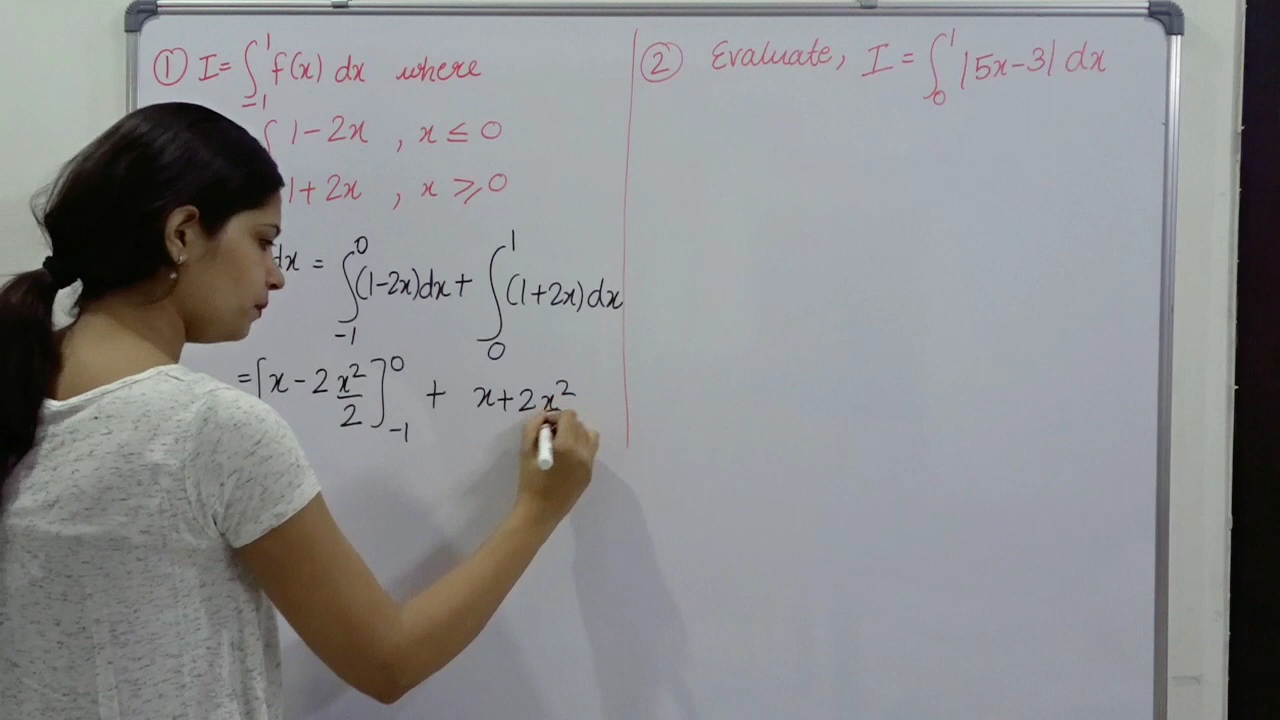 ① I = ∫₋₁¹ f(x) dx where
1 - 2x , x ≤ 0
1 + 2x , x ⩾ 0
dx = ∫₋₁⁰ (1-2x)dx + ∫₀¹ (1+2x)dx
= [x - 2 x²/2]₋₁⁰ + x + 2x²
② Evaluate, I = ∫₀¹ |5x-3| dx